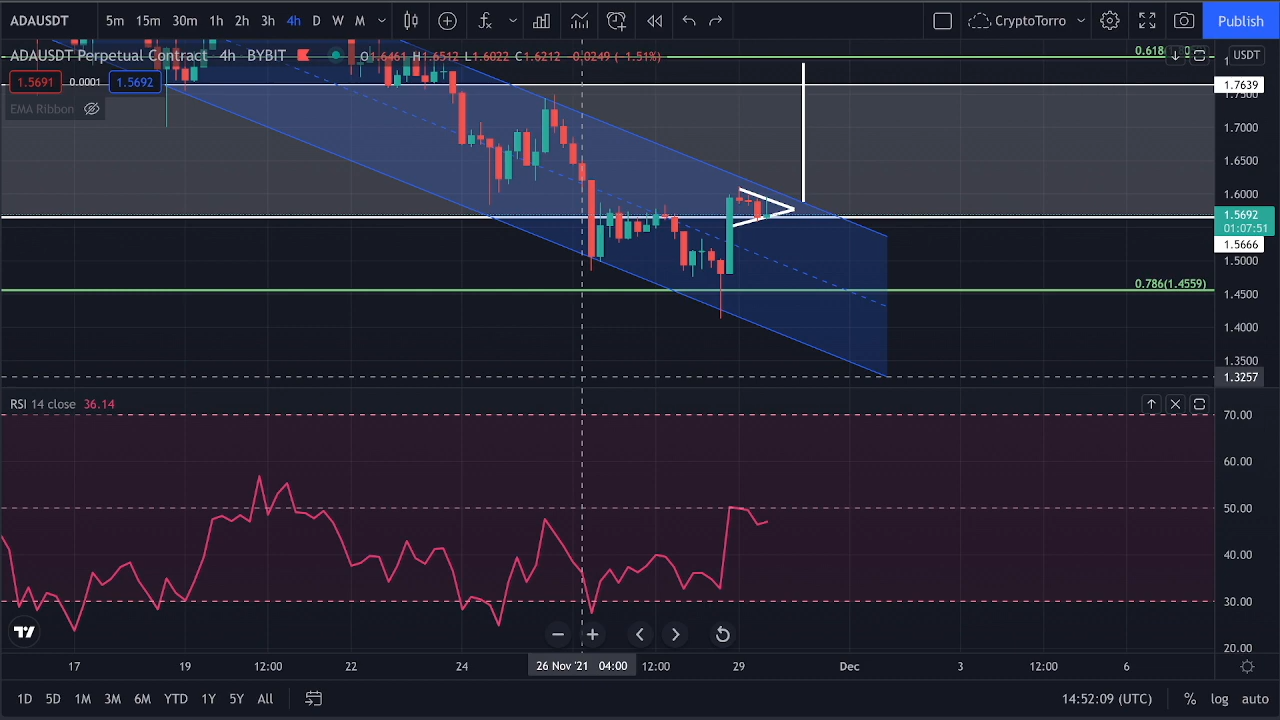 ADAUSDT 5m 15m 30m 1h 2h 3h 4h D W M CryptoTorro Publish
ADAUSDT Perpetual Contract · 4h · BYBIT O1.6461 H1.6512 L1.6022 C1.6212 −0.0249 (−1.51%)
0.618
USDT
1.5691 0.0001 1.5692
1.7639
1.7500
EMA Ribbon
1.7000
1.6500
1.6000
1.5692
01:07:51
1.5666
1.5000
0.786(1.4559)
1.4500
1.4000
1.3500
1.3257
RSI 14 close 36.14
70.00
60.00
50.00
40.00
30.00
20.00
17 19 12:00 22 24 26 Nov '21 04:00 12:00 29 Dec 3 12:00 6
1D 5D 1M 3M 6M YTD 1Y 5Y All 14:52:09 (UTC) % log auto